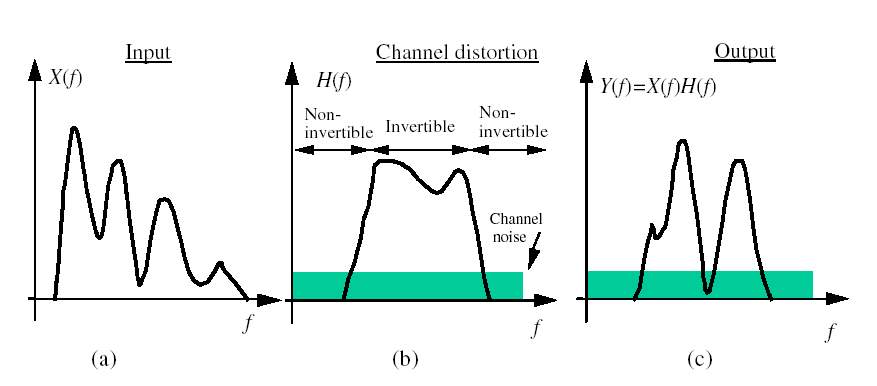 Input
X(f)
f
(a)
Channel distortion
H(f)
Non-
invertible
Invertible
Non-
invertible
Channel
noise
f
(b)
Output
Y(f)=X(f)H(f)
f
(c)